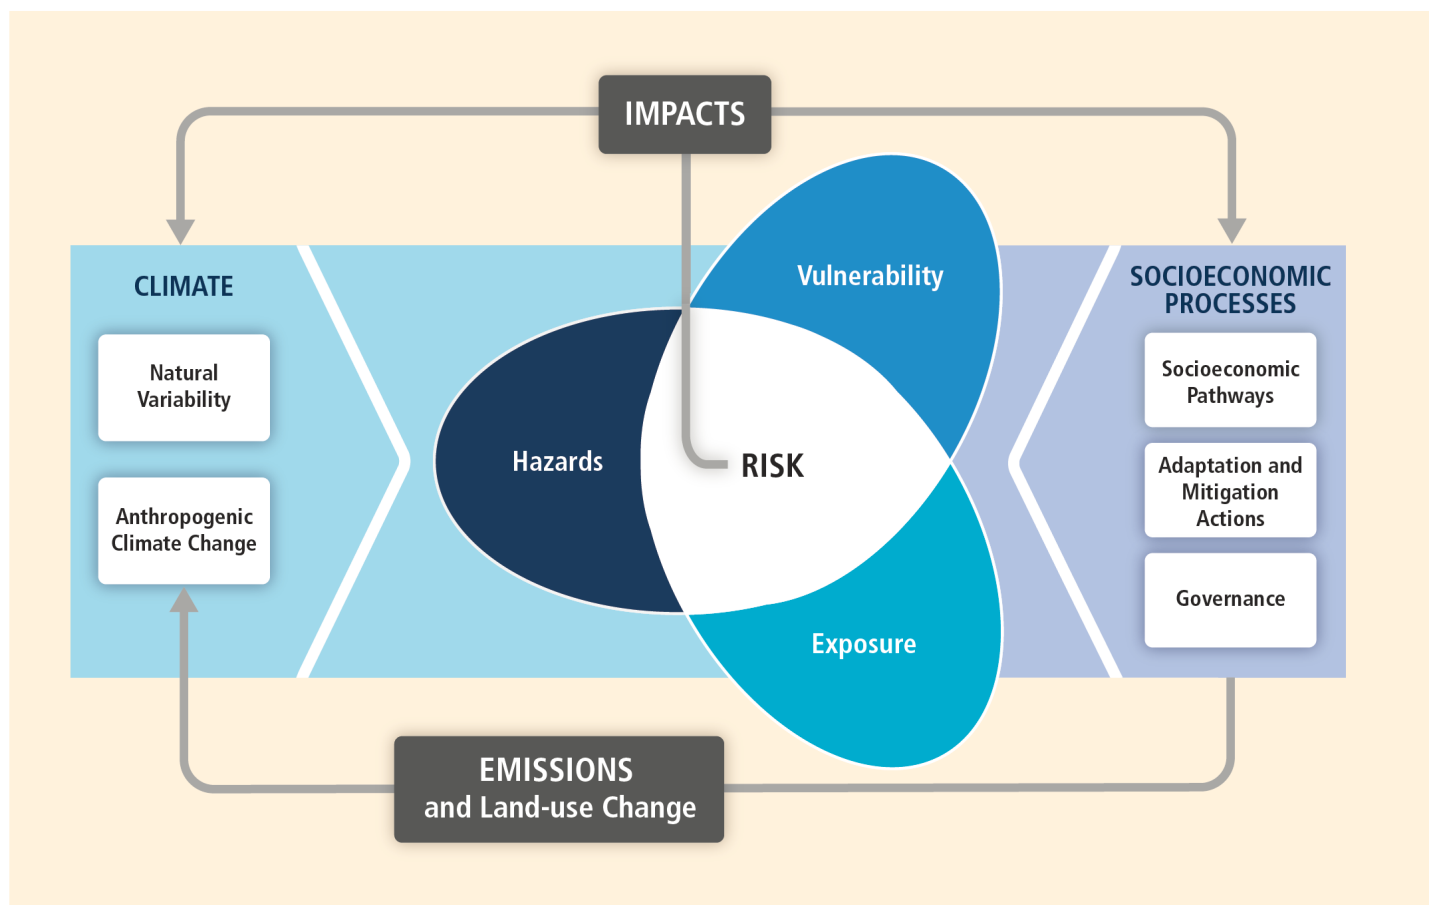 IMPACTS
CLIMATE
Natural
Variability
Anthropogenic
Climate Change
Vulnerability
Hazards
RISK
Exposure
SOCIOECONOMIC
PROCESSES
Socioeconomic
Pathways
Adaptation and
Mitigation
Actions
Governance
EMISSIONS
and Land-use Change